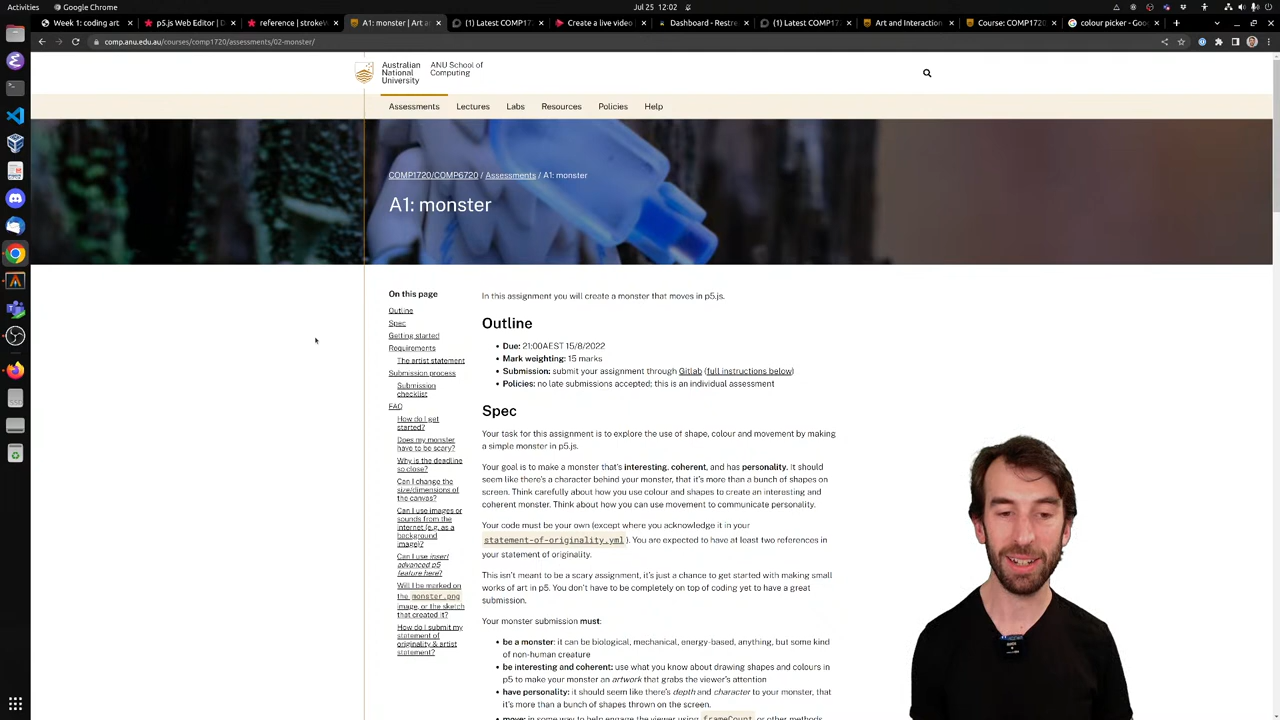 Activities
Google Chrome
Jul 25 12:02
Week 1: coding art
p5.js Web Editor | D
reference | strokeW
A1: monster | Art a
(1) Latest COMP17
Create a live video
Dashboard - Restre
(1) Latest COMP17
Art and Interaction
Course: COMP1720
colour picker - Goo
comp.anu.edu.au/courses/comp1720/assessments/02-monster/
Australian
National
University
ANU School of
Computing
Assessments
Lectures
Labs
Resources
Policies
Help
COMP1720/COMP6720 / Assessments / A1: monster
A1: monster
On this page
Outline
Spec
Getting started
Requirements
The artist statement
Submission process
Submission
checklist
FAQ
How do I get
started?
Does my monster
have to be scary?
Why is the deadline
so close?
Can I change the
size/dimensions of
the canvas?
Can I use images or
sounds from the
internet (e.g. as a
background
image)?
Can I use insert
advanced p5
feature here?
Will I be marked on
the monster.png
image, or the sketch
that created it?
How do I submit my
statement of
originality & artist
statement?
In this assignment you will create a monster that moves in p5.js.
Outline
• Due: 21:00AEST 15/8/2022
• Mark weighting: 15 marks
• Submission: submit your assignment through Gitlab (full instructions below)
• Policies: no late submissions accepted; this is an individual assessment
Spec
Your task for this assignment is to explore the use of shape, colour and movement by making
a simple monster in p5.js.
Your goal is to make a monster that's interesting, coherent, and has personality. It should
seem like there's a character behind your monster, that it's more than a bunch of shapes on
screen. Think carefully about how you use colour and shapes to create an interesting and
coherent monster. Think about how you can use movement to communicate personality.
Your code must be your own (except where you acknowledge it in your
statement-of-originality.yml). You are expected to have at least two references in
your statement of originality.
This isn't meant to be a scary assignment, it's just a chance to get started with making small
works of art in p5. You don't have to be completely on top of coding yet to have a great
submission.
Your monster submission must:
• be a monster: it can be biological, mechanical, energy-based, anything, but some kind
of non-human creature
• be interesting and coherent: use what you know about drawing shapes and colours in
p5 to make your monster an artwork that grabs the viewer's attention
• have personality: it should seem like there's depth and character to your monster, that
it's more than a bunch of shapes thrown on the screen.
• move: in some way to help engage the viewer using frameCount or other methods